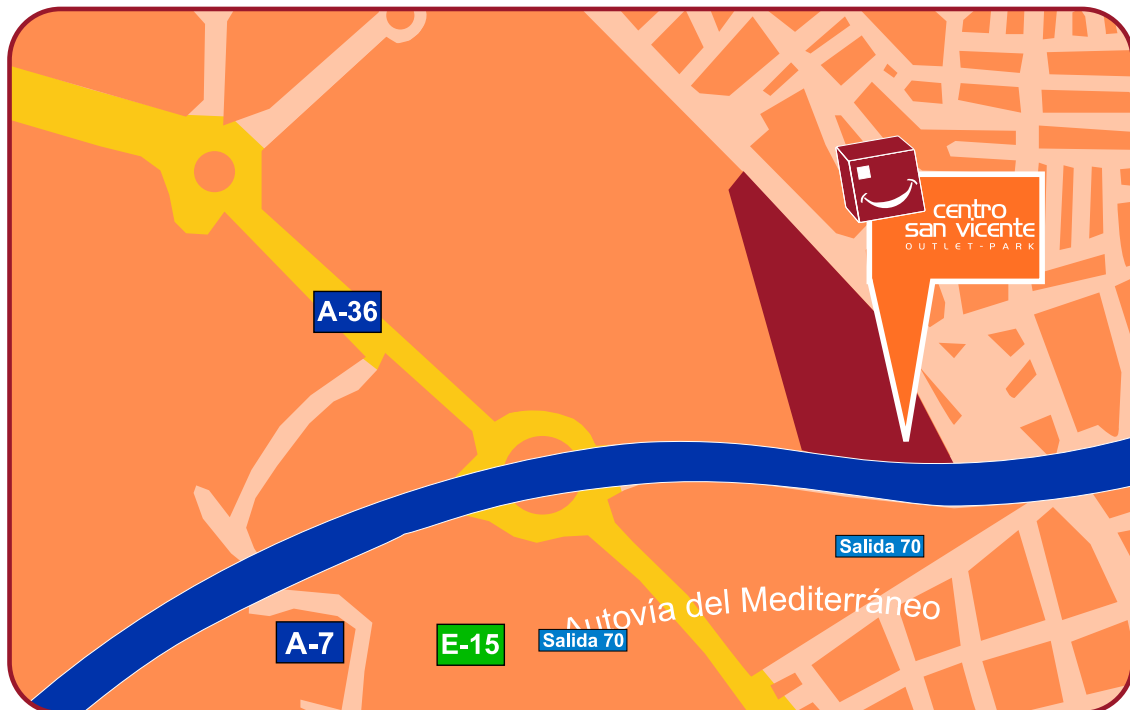 centro
san vicente
OUTLET-PARK
A-36
Salida 70
Autovía del Mediterráneo
A-7
E-15
Salida 70